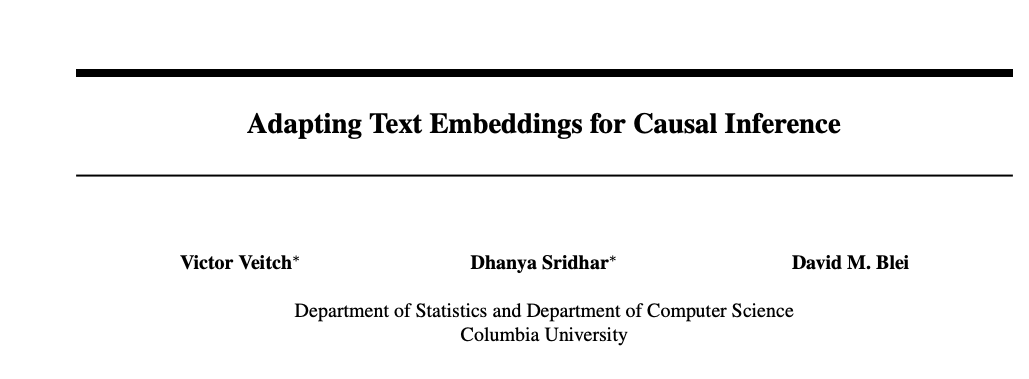 Adapting Text Embeddings for Causal Inference
Victor Veitch* Dhanya Sridhar* David M. Blei
Department of Statistics and Department of Computer Science
Columbia University